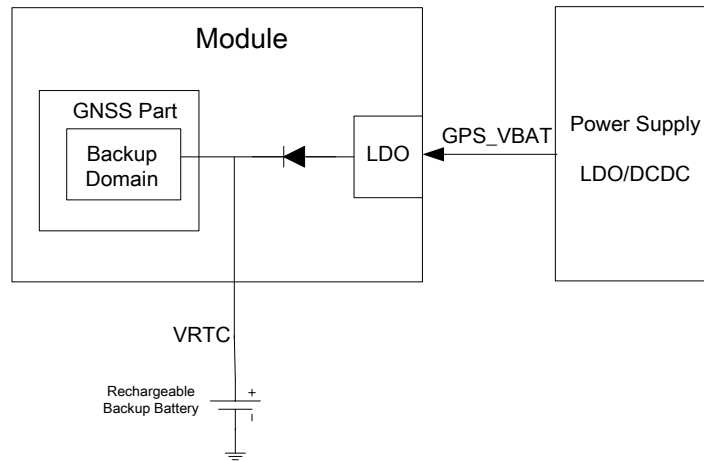 Module
GNSS Part
Backup
Domain
LDO
GPS_VBAT
Power Supply
LDO/DCDC
VRTC
Rechargeable
Backup Battery
+
-